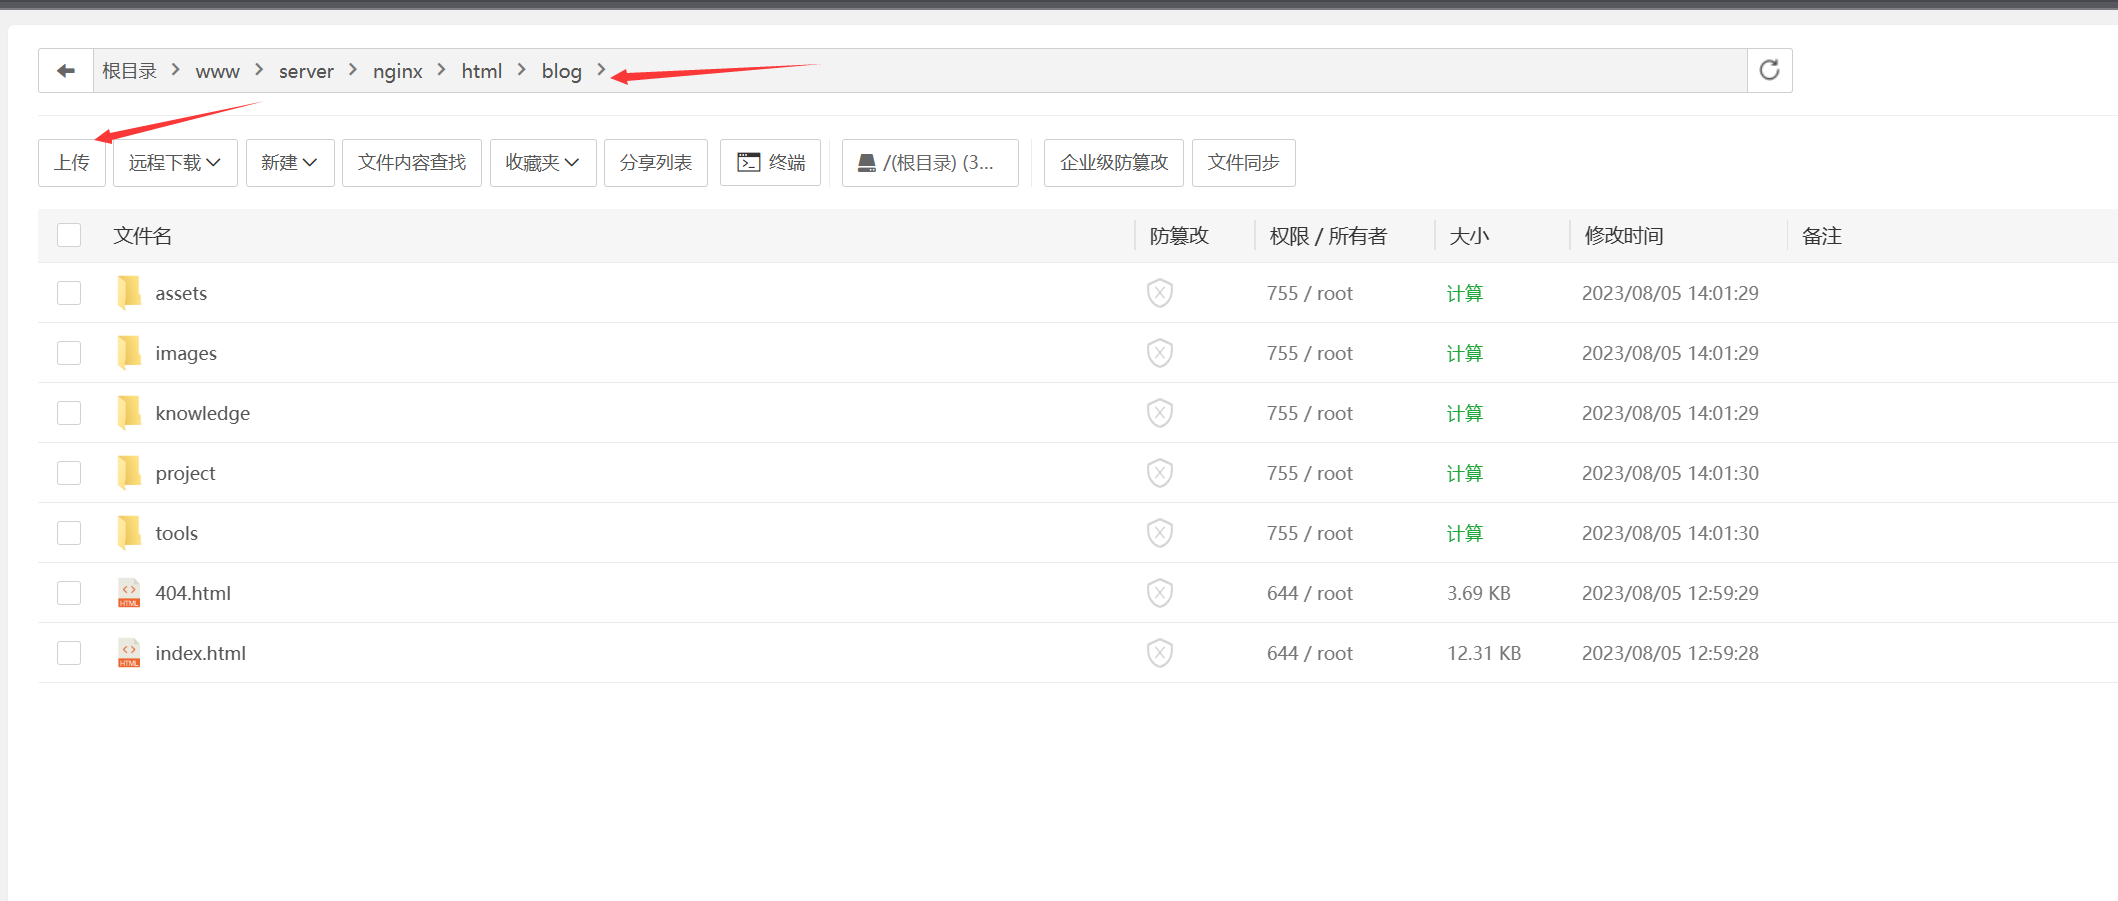 根目录 > www > server > nginx > html > blog >
上传 远程下载 新建 文件内容查找 收藏夹 分享列表 终端 /(根目录) (3... 企业级防篡改 文件同步
文件名 防篡改 权限 / 所有者 大小 修改时间 备注
assets 755 / root 计算 2023/08/05 14:01:29
images 755 / root 计算 2023/08/05 14:01:29
knowledge 755 / root 计算 2023/08/05 14:01:29
project 755 / root 计算 2023/08/05 14:01:30
tools 755 / root 计算 2023/08/05 14:01:30
HTML 404.html 644 / root 3.69 KB 2023/08/05 12:59:29
HTML index.html 644 / root 12.31 KB 2023/08/05 12:59:28